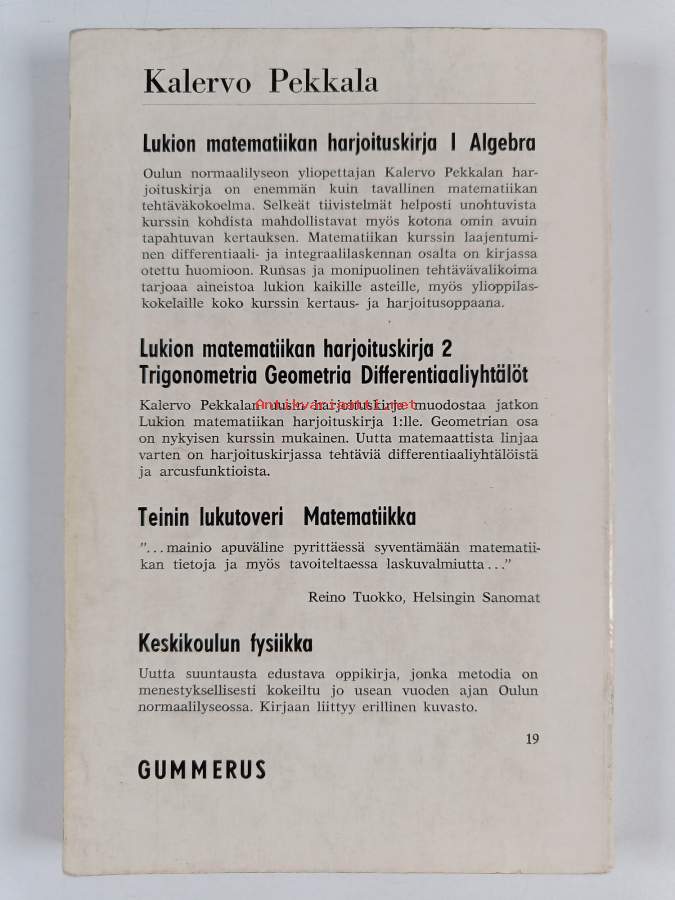 Kalervo Pekkala
Lukion matematiikan harjoituskirja I Algebra
Oulun normaalilyseon yliopettajan Kalervo Pekkalan har-
joituskirja on enemmän kuin tavallinen matematiikan
tehtäväkokoelma. Selkeät tiivistelmät helposti unohtuvista
kurssin kohdista mahdollistavat myös kotona omin avuin
tapahtuvan kertauksen. Matematiikan kurssin laajentumi-
nen differentiaali- ja integraalilaskennan osalta on kirjassa
otettu huomioon. Runsas ja monipuolinen tehtävävalikoima
tarjoaa aineistoa lukion kaikille asteille, myös ylioppilas-
kokelaille koko kurssin kertaus- ja harjoitusoppaana.
Lukion matematiikan harjoituskirja 2
Trigonometria Geometria Differentiaaliyhtälöt
Kalervo Pekkalan uusin harjoituskirja muodostaa jatkon
Antikvariaatti.net
Lukion matematiikan harjoituskirja 1:lle. Geometrian osa
on nykyisen kurssin mukainen. Uutta matemaattista linjaa
varten on harjoituskirjassa tehtäviä differentiaaliyhtälöistä
ja arcusfunktioista.
Teinin lukutoveri Matematiikka
"...mainio apuväline pyrittäessä syventämään matematii-
kan tietoja ja myös tavoiteltaessa laskuvalmiutta..."
Reino Tuokko, Helsingin Sanomat
Keskikoulun fysiikka
Uutta suuntausta edustava oppikirja, jonka metodia on
menestyksellisesti kokeiltu jo usean vuoden ajan Oulun
normaalilyseossa. Kirjaan liittyy erillinen kuvasto.
19
GUMMERUS